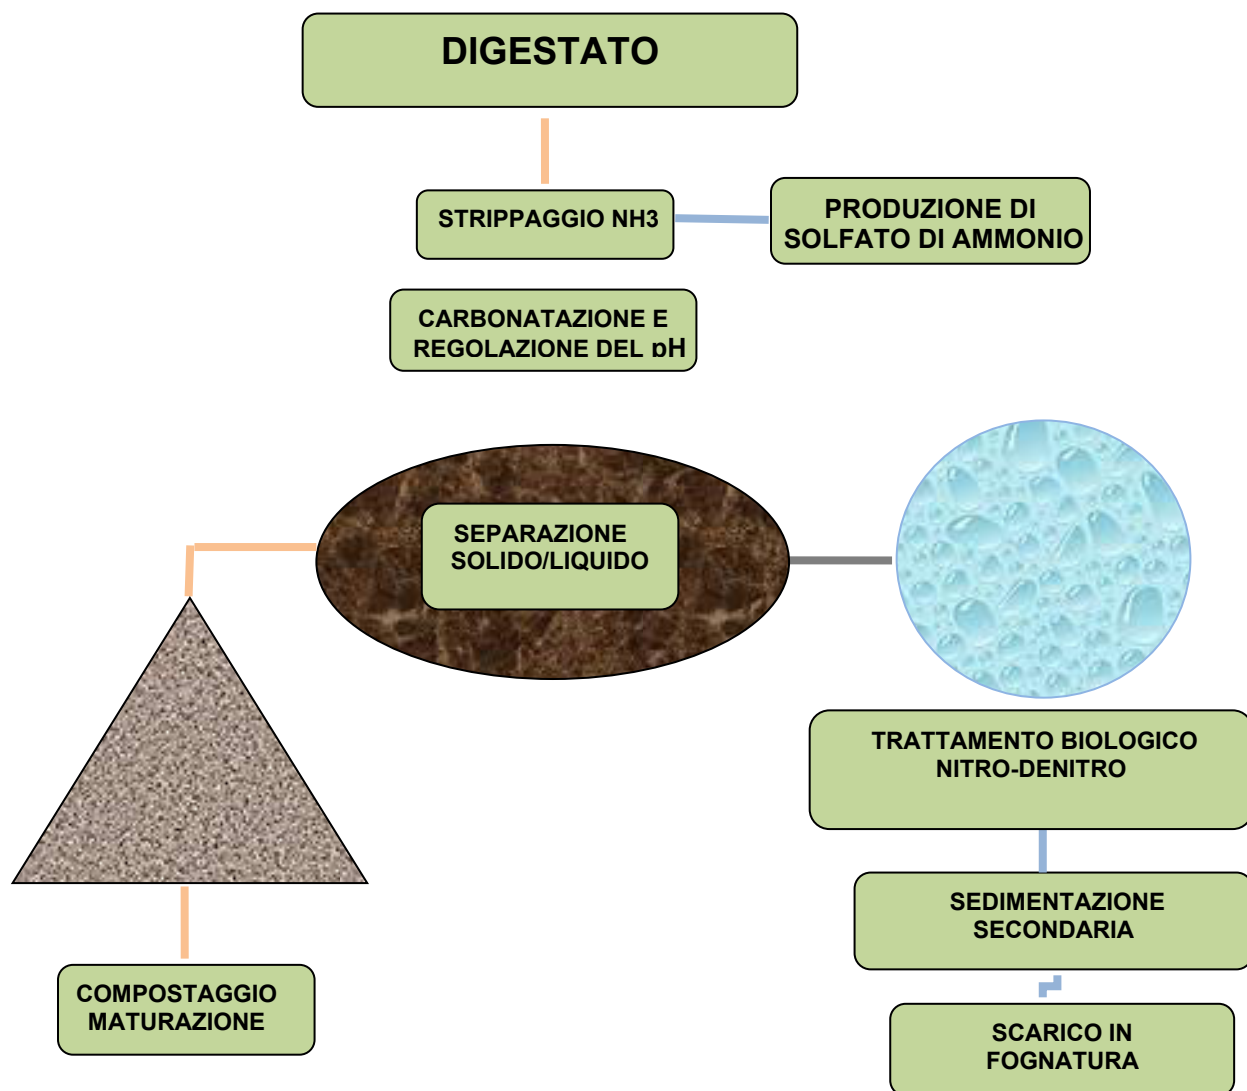 DIGESTATO
STRIPPAGGIO NH3
PRODUZIONE DI
SOLFATO DI AMMONIO
CARBONATAZIONE E
REGOLAZIONE DEL pH
SEPARAZIONE
SOLIDO/LIQUIDO
TRATTAMENTO BIOLOGICO
NITRO-DENITRO
SEDIMENTAZIONE
SECONDARIA
COMPOSTAGGIO
MATURAZIONE
SCARICO IN
FOGNATURA